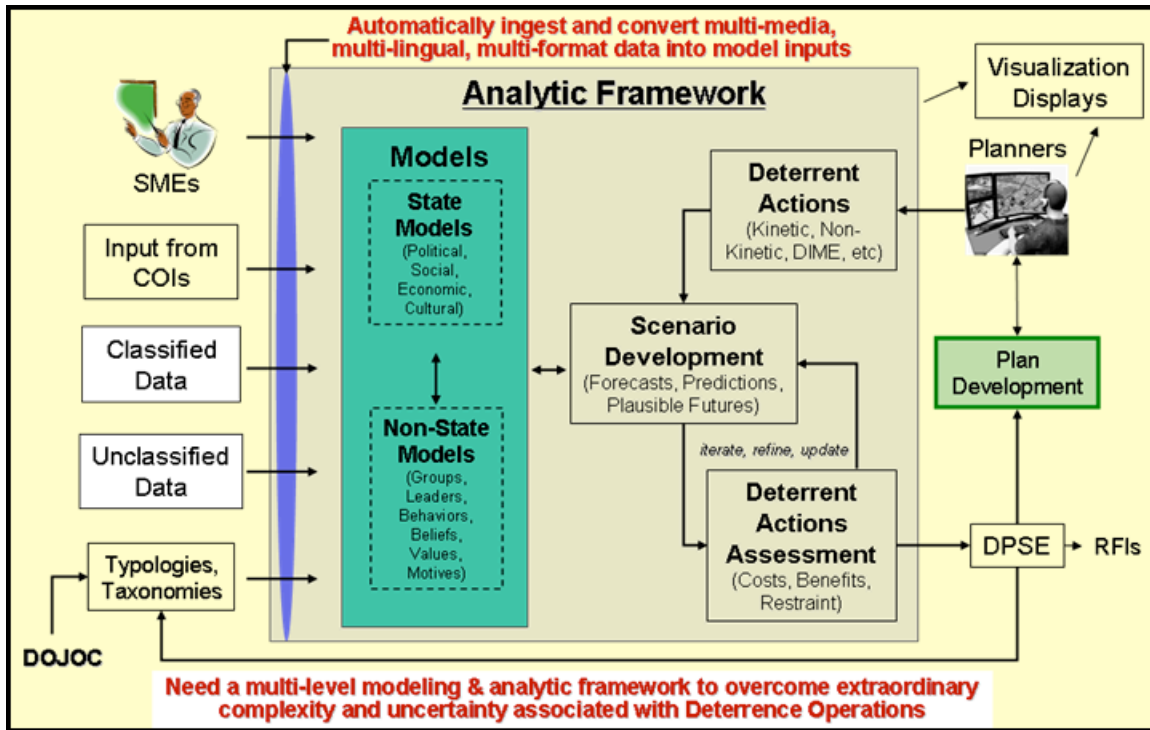 Automatically ingest and convert multi-media,
multi-lingual, multi-format data into model inputs
Analytic Framework
Visualization
Displays
SMEs
Input from
COIs
Classified
Data
Unclassified
Data
Typologies,
Taxonomies
DOJOC
Models
State
Models
(Political,
Social,
Economic,
Cultural)
Non-State
Models
(Groups,
Leaders,
Behaviors,
Beliefs,
Values,
Motives)
Deterrent
Actions
(Kinetic, Non-
Kinetic, DIME, etc)
Scenario
Development
(Forecasts, Predictions,
Plausible Futures)
iterate, refine, update
Deterrent
Actions
Assessment
(Costs, Benefits,
Restraint)
Planners
Plan
Development
DPSE
RFIs
Need a multi-level modeling & analytic framework to overcome extraordinary
complexity and uncertainty associated with Deterrence Operations